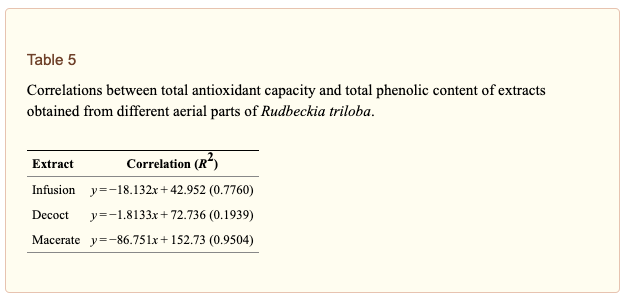 Table 5
Correlations between total antioxidant capacity and total phenolic content of extracts
obtained from different aerial parts of Rudbeckia triloba.
Extract Correlation (R²)
Infusion y=−18.132x+42.952 (0.7760)
Decoct y=−1.8133x+72.736 (0.1939)
Macerate y=−86.751x+152.73 (0.9504)